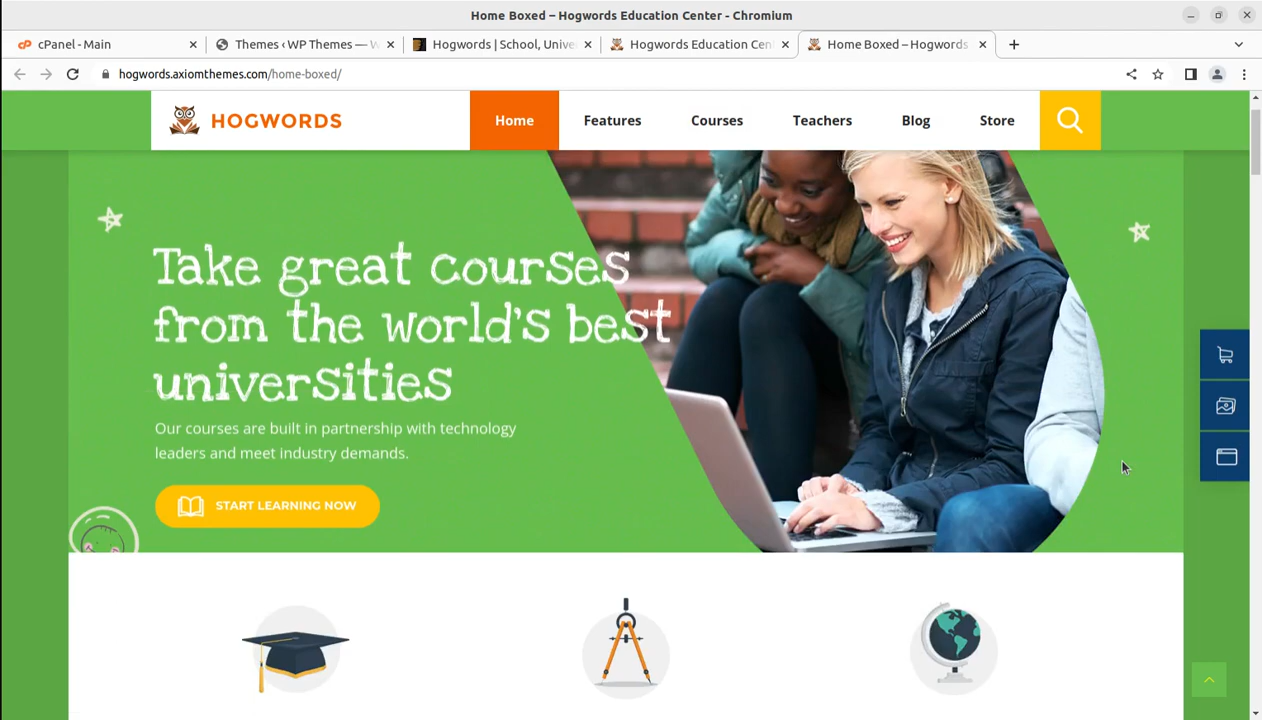 Home Boxed – Hogwords Education Center - Chromium
cPanel - Main
Themes ‹ WP Themes — W
Hogwords | School, Unive
Hogwords Education Cen
Home Boxed – Hogwords
hogwords.axiomthemes.com/home-boxed/
HOGWORDS
Home
Features
Courses
Teachers
Blog
Store
Take great courses
from the world's best
universities
Our courses are built in partnership with technology
leaders and meet industry demands.
START LEARNING NOW